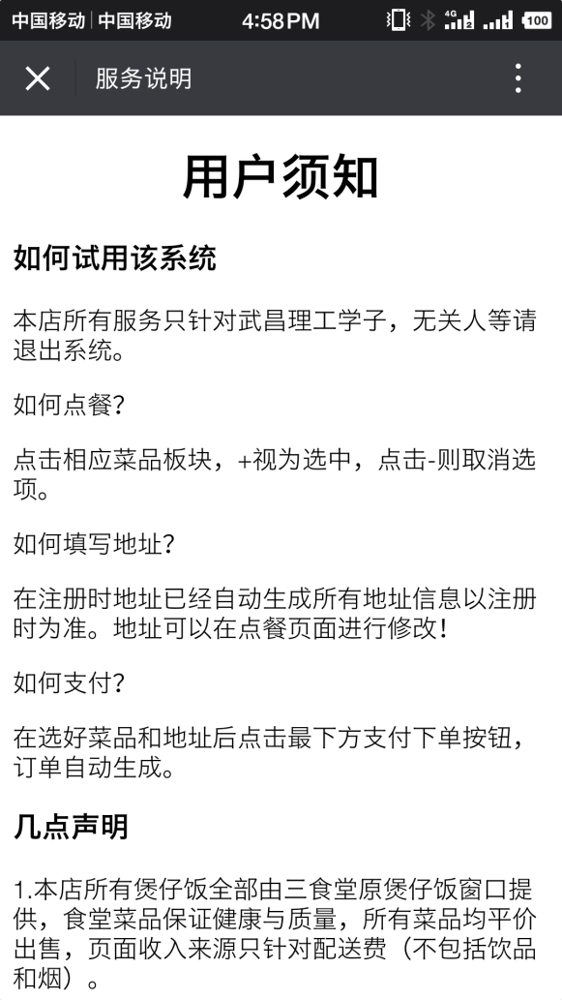 中国移动 中国移动 4:58PM 4G 2 100
服务说明
用户须知
如何试用该系统
本店所有服务只针对武昌理工学子，无关人等请
退出系统。
如何点餐？
点击相应菜品板块，+视为选中，点击-则取消选
项。
如何填写地址？
在注册时地址已经自动生成所有地址信息以注册
时为准。地址可以在点餐页面进行修改！
如何支付？
在选好菜品和地址后点击最下方支付下单按钮，
订单自动生成。
几点声明
1.本店所有煲仔饭全部由三食堂原煲仔饭窗口提
供，食堂菜品保证健康与质量，所有菜品均平价
出售，页面收入来源只针对配送费（不包括饮品
和烟）。